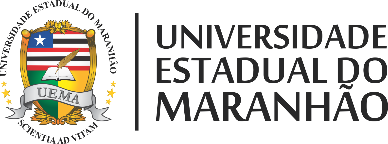 UNIVERSIDADE ESTADUAL DO MARANHÃO
UEMA
SCIENTIA AD VITAM
UNIVERSIDADE
ESTADUAL DO
MARANHÃO